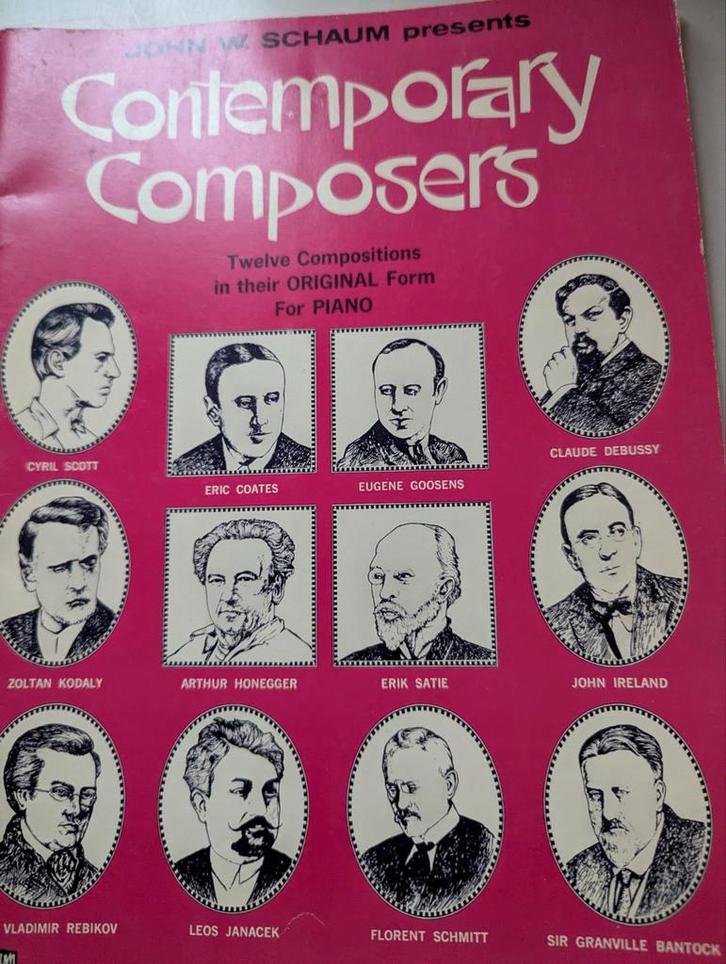 JOHN W. SCHAUM presents
Contemporary
Composers
Twelve Compositions
in their ORIGINAL Form
For PIANO
CYRIL SCOTT
ERIC COATES
EUGENE GOOSENS
CLAUDE DEBUSSY
ZOLTAN KODALY
ARTHUR HONEGGER
ERIK SATIE
JOHN IRELAND
VLADIMIR REBIKOV
LEOS JANACEK
FLORENT SCHMITT
SIR GRANVILLE BANTOCK